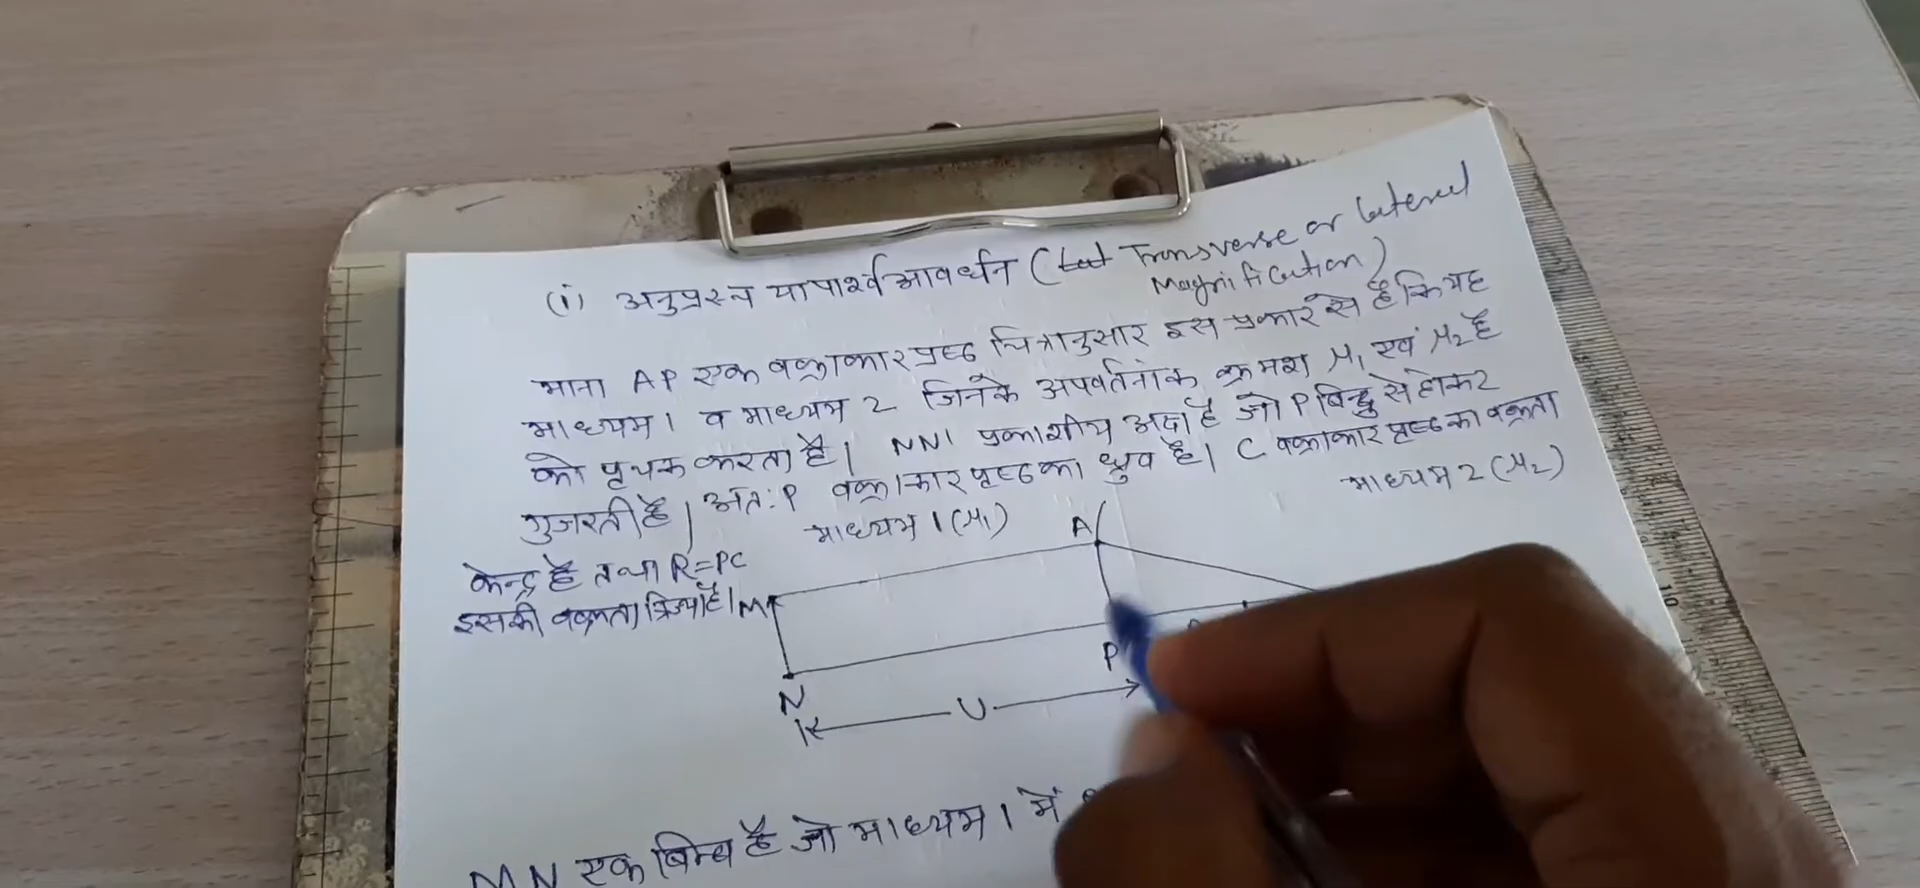 (i) अनुप्रस्थ या पार्श्व आवर्धन ( Transverse or lateral
Magnification)
माना AP एक वक्राकार पृष्ठ चित्रानुसार इस प्रकार से है कि यह
माध्यम 1 व माध्यम 2 जिनके अपवर्तनांक क्रमश μ₁ एवं μ₂ है
को पृथक करता है। NN1 प्रकाशीय अक्ष है जो P बिन्दु से होकर
गुजरती है। अतः P वक्राकार पृष्ठ का ध्रुव है। C वक्राकार पृष्ठ का वक्रता
केन्द्र है तथा R=PC
इसकी वक्रता त्रिज्या है।
माध्यम 1 (μ₁)
माध्यम 2 (μ₂)
A
M
N
P
U
MN एक बिम्ब है जो माध्यम 1 में